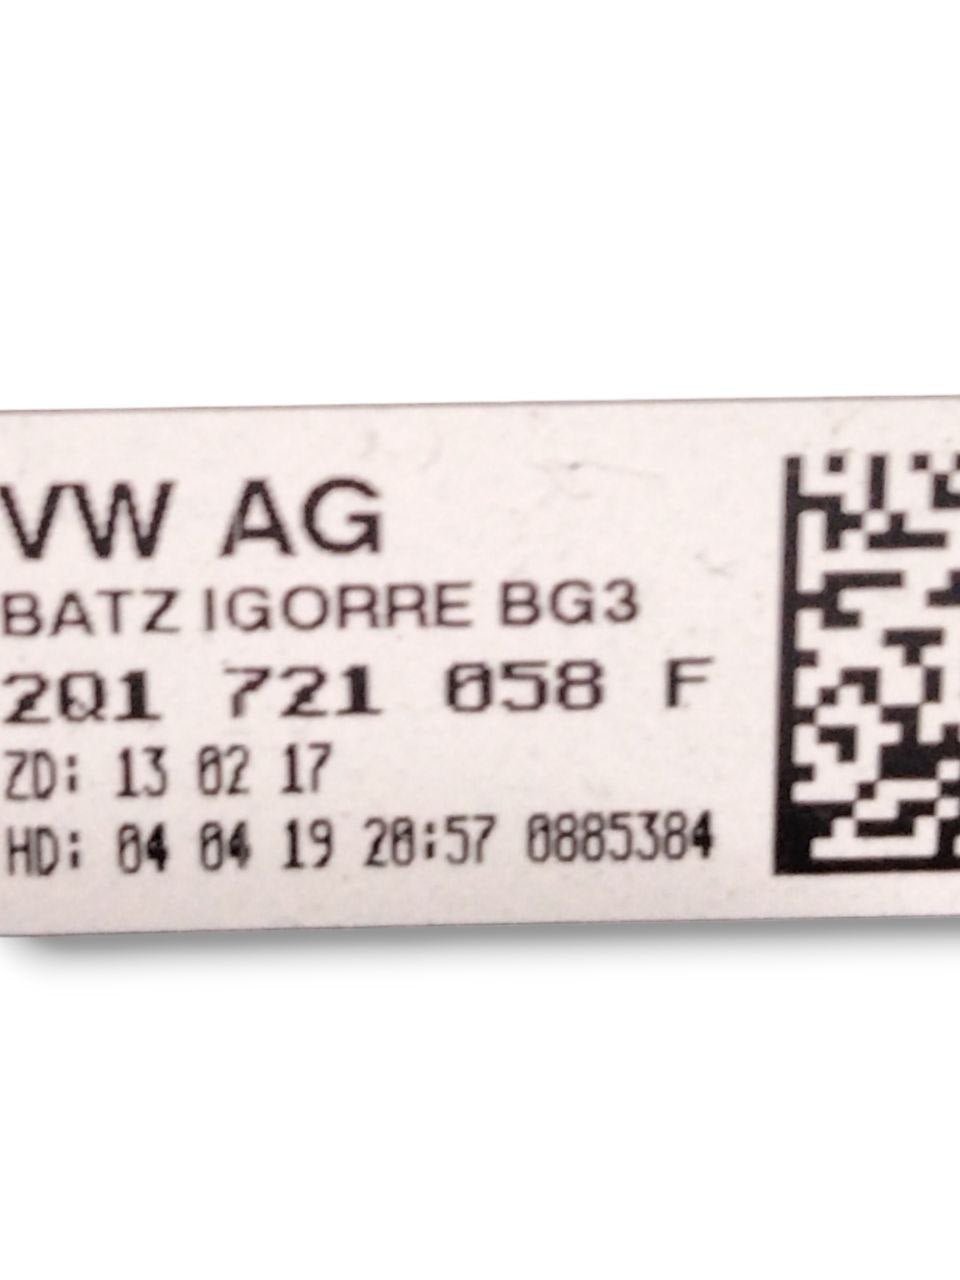 VW AG
BATZ IGORRE BG3
2Q1 721 058 F
ZD: 13 02 17
HD: 04 04 19 20:57 0885384